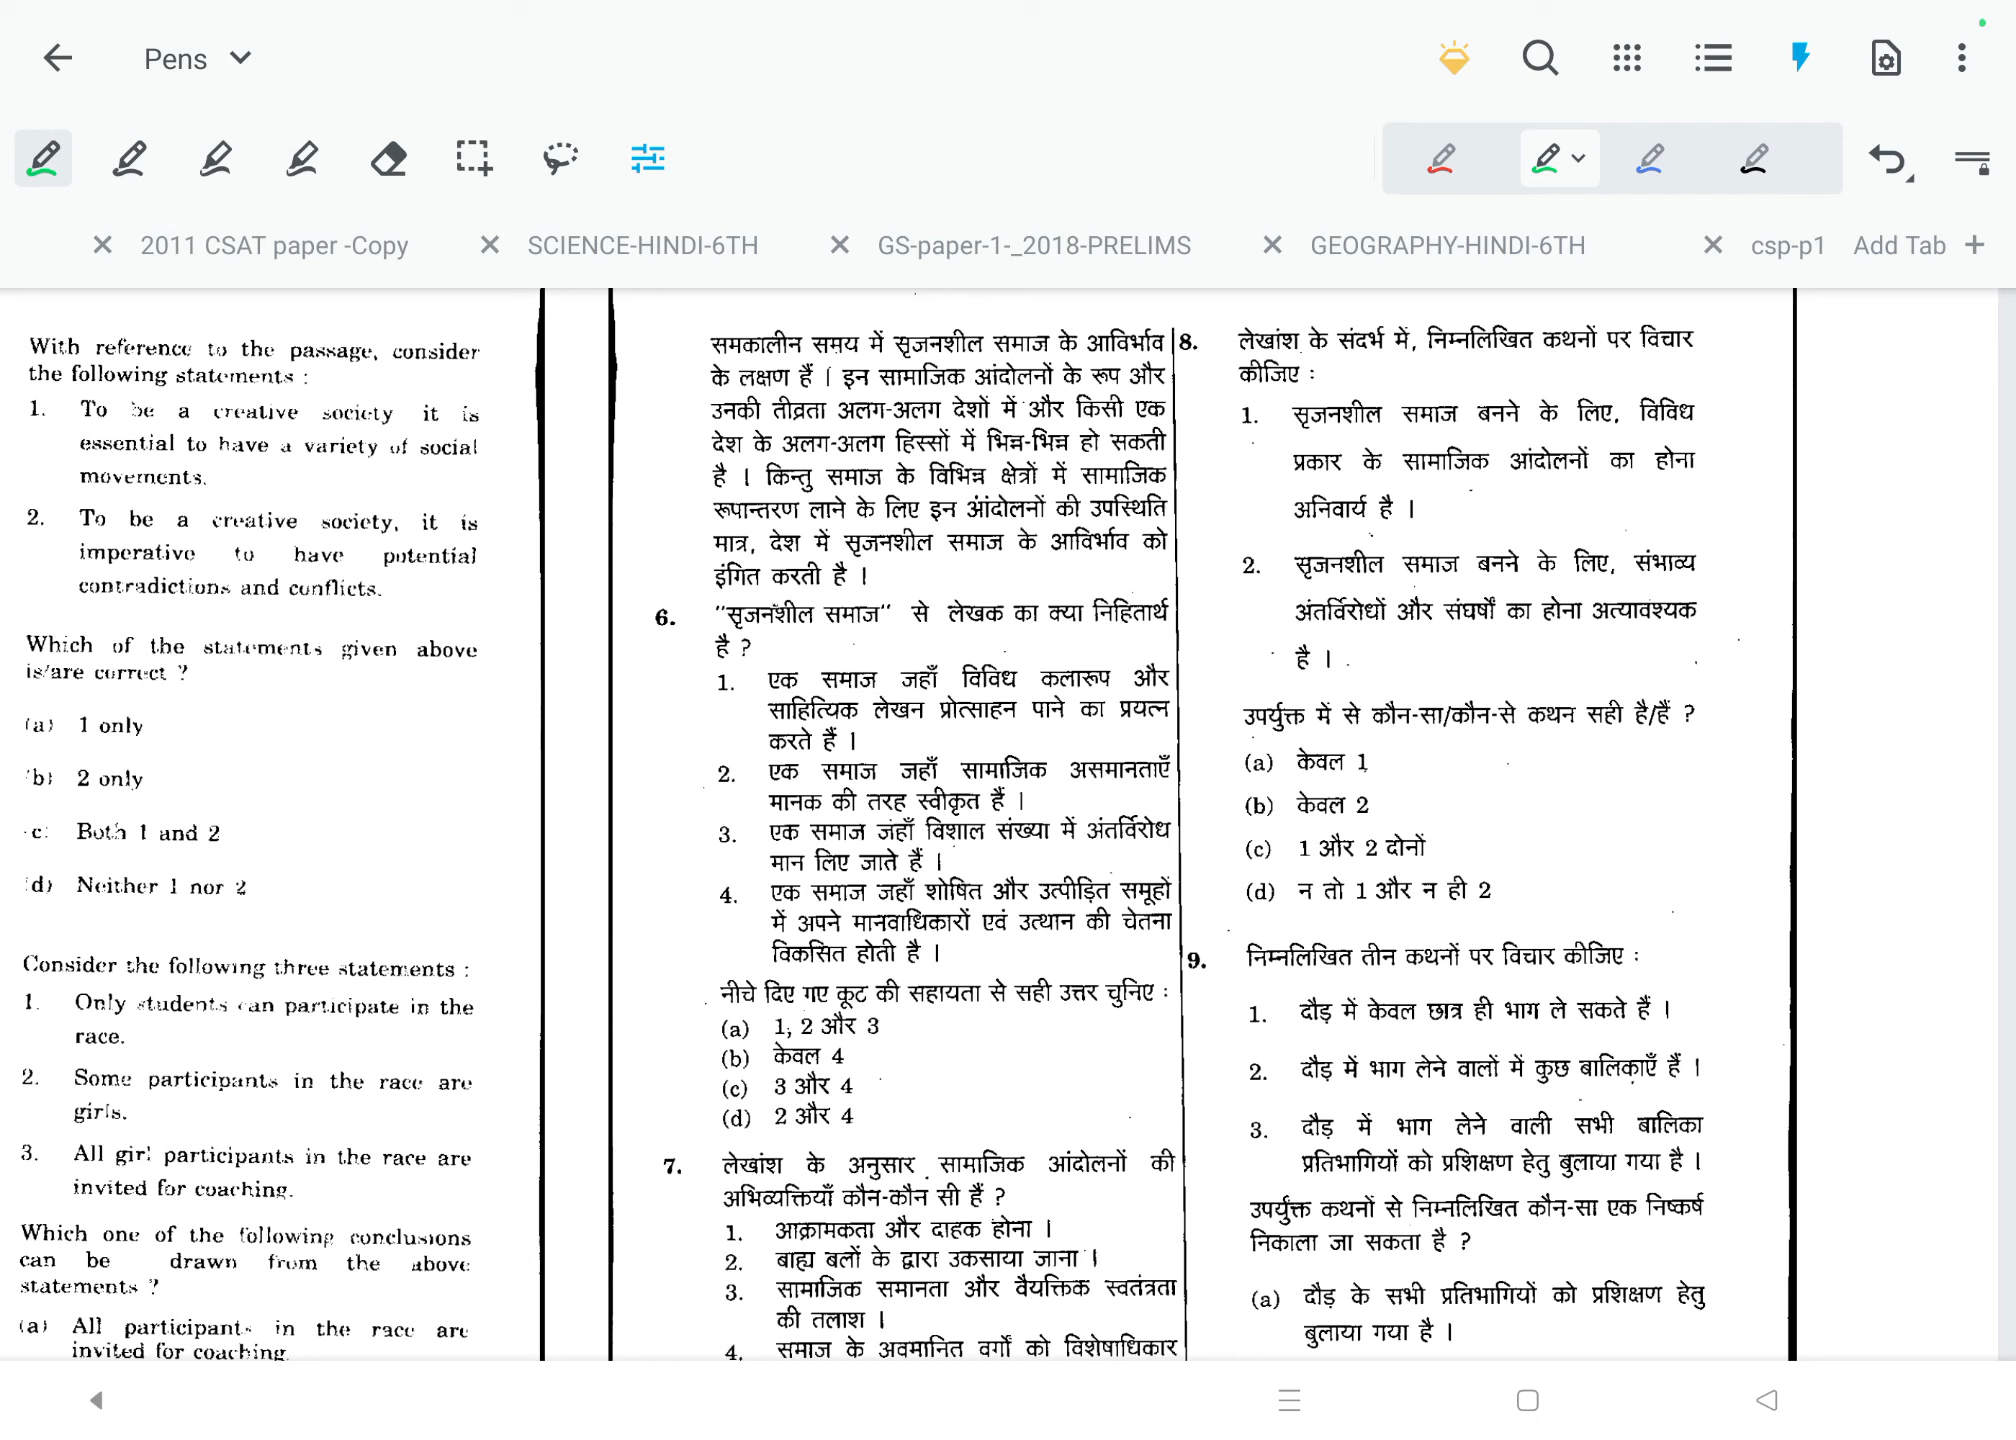 Pens
2011 CSAT paper -Copy
SCIENCE-HINDI-6TH
GS-paper-1-_2018-PRELIMS
GEOGRAPHY-HINDI-6TH
csp-p1
Add Tab
With reference to the passage, consider
the following statements :
1. To be a creative society it is
essential to have a variety of social
movements.
2. To be a creative society, it is
imperative to have potential
contradictions and conflicts.
Which of the statements given above
is/are correct ?
(a) 1 only
(b) 2 only
(c) Both 1 and 2
(d) Neither 1 nor 2
Consider the following three statements :
1. Only students can participate in the
race.
2. Some participants in the race are
girls.
3. All girl participants in the race are
invited for coaching.
Which one of the following conclusions
can be drawn from the above
statements ?
(a) All participants in the race are
invited for coaching.
समकालीन समय में सृजनशील समाज के आविर्भाव
के लक्षण हैं । इन सामाजिक आंदोलनों के रूप और
उनकी तीव्रता अलग-अलग देशों में और किसी एक
देश के अलग-अलग हिस्सों में भिन्न-भिन्न हो सकती
है । किन्तु समाज के विभिन्न क्षेत्रों में सामाजिक
रूपान्तरण लाने के लिए इन आंदोलनों की उपस्थिति
मात्र, देश में सृजनशील समाज के आविर्भाव को
इंगित करती है ।
6. "सृजनशील समाज" से लेखक का क्या निहितार्थ
है ?
1. एक समाज जहाँ विविध कलारूप और
साहित्यिक लेखन प्रोत्साहन पाने का प्रयत्न
करते हैं ।
2. एक समाज जहाँ सामाजिक असमानताएँ
मानक की तरह स्वीकृत हैं ।
3. एक समाज जहाँ विशाल संख्या में अंतर्विरोध
मान लिए जाते हैं ।
4. एक समाज जहाँ शोषित और उत्पीड़ित समूहों
में अपने मानवाधिकारों एवं उत्थान की चेतना
विकसित होती है ।
नीचे दिए गए कूट की सहायता से सही उत्तर चुनिए :
(a) 1, 2 और 3
(b) केवल 4
(c) 3 और 4
(d) 2 और 4
7. लेखांश के अनुसार सामाजिक आंदोलनों की
अभिव्यक्तियाँ कौन-कौन सी हैं ?
1. आक्रामकता और दाहक होना ।
2. बाह्य बलों के द्वारा उकसाया जाना ।
3. सामाजिक समानता और वैयक्तिक स्वतंत्रता
की तलाश ।
4. समाज के अवमानित वर्गों को विशेषाधिकार
8. लेखांश के संदर्भ में, निम्नलिखित कथनों पर विचार
कीजिए :
1. सृजनशील समाज बनने के लिए, विविध
प्रकार के सामाजिक आंदोलनों का होना
अनिवार्य है ।
2. सृजनशील समाज बनने के लिए, संभाव्य
अंतर्विरोधों और संघर्षों का होना अत्यावश्यक
है ।
उपर्युक्त में से कौन-सा/कौन-से कथन सही है/हैं ?
(a) केवल 1
(b) केवल 2
(c) 1 और 2 दोनों
(d) न तो 1 और न ही 2
9. निम्नलिखित तीन कथनों पर विचार कीजिए :
1. दौड़ में केवल छात्र ही भाग ले सकते हैं ।
2. दौड़ में भाग लेने वालों में कुछ बालिकाएँ हैं ।
3. दौड़ में भाग लेने वाली सभी बालिका
प्रतिभागियों को प्रशिक्षण हेतु बुलाया गया है ।
उपर्युक्त कथनों से निम्नलिखित कौन-सा एक निष्कर्ष
निकाला जा सकता है ?
(a) दौड़ के सभी प्रतिभागियों को प्रशिक्षण हेतु
बुलाया गया है ।